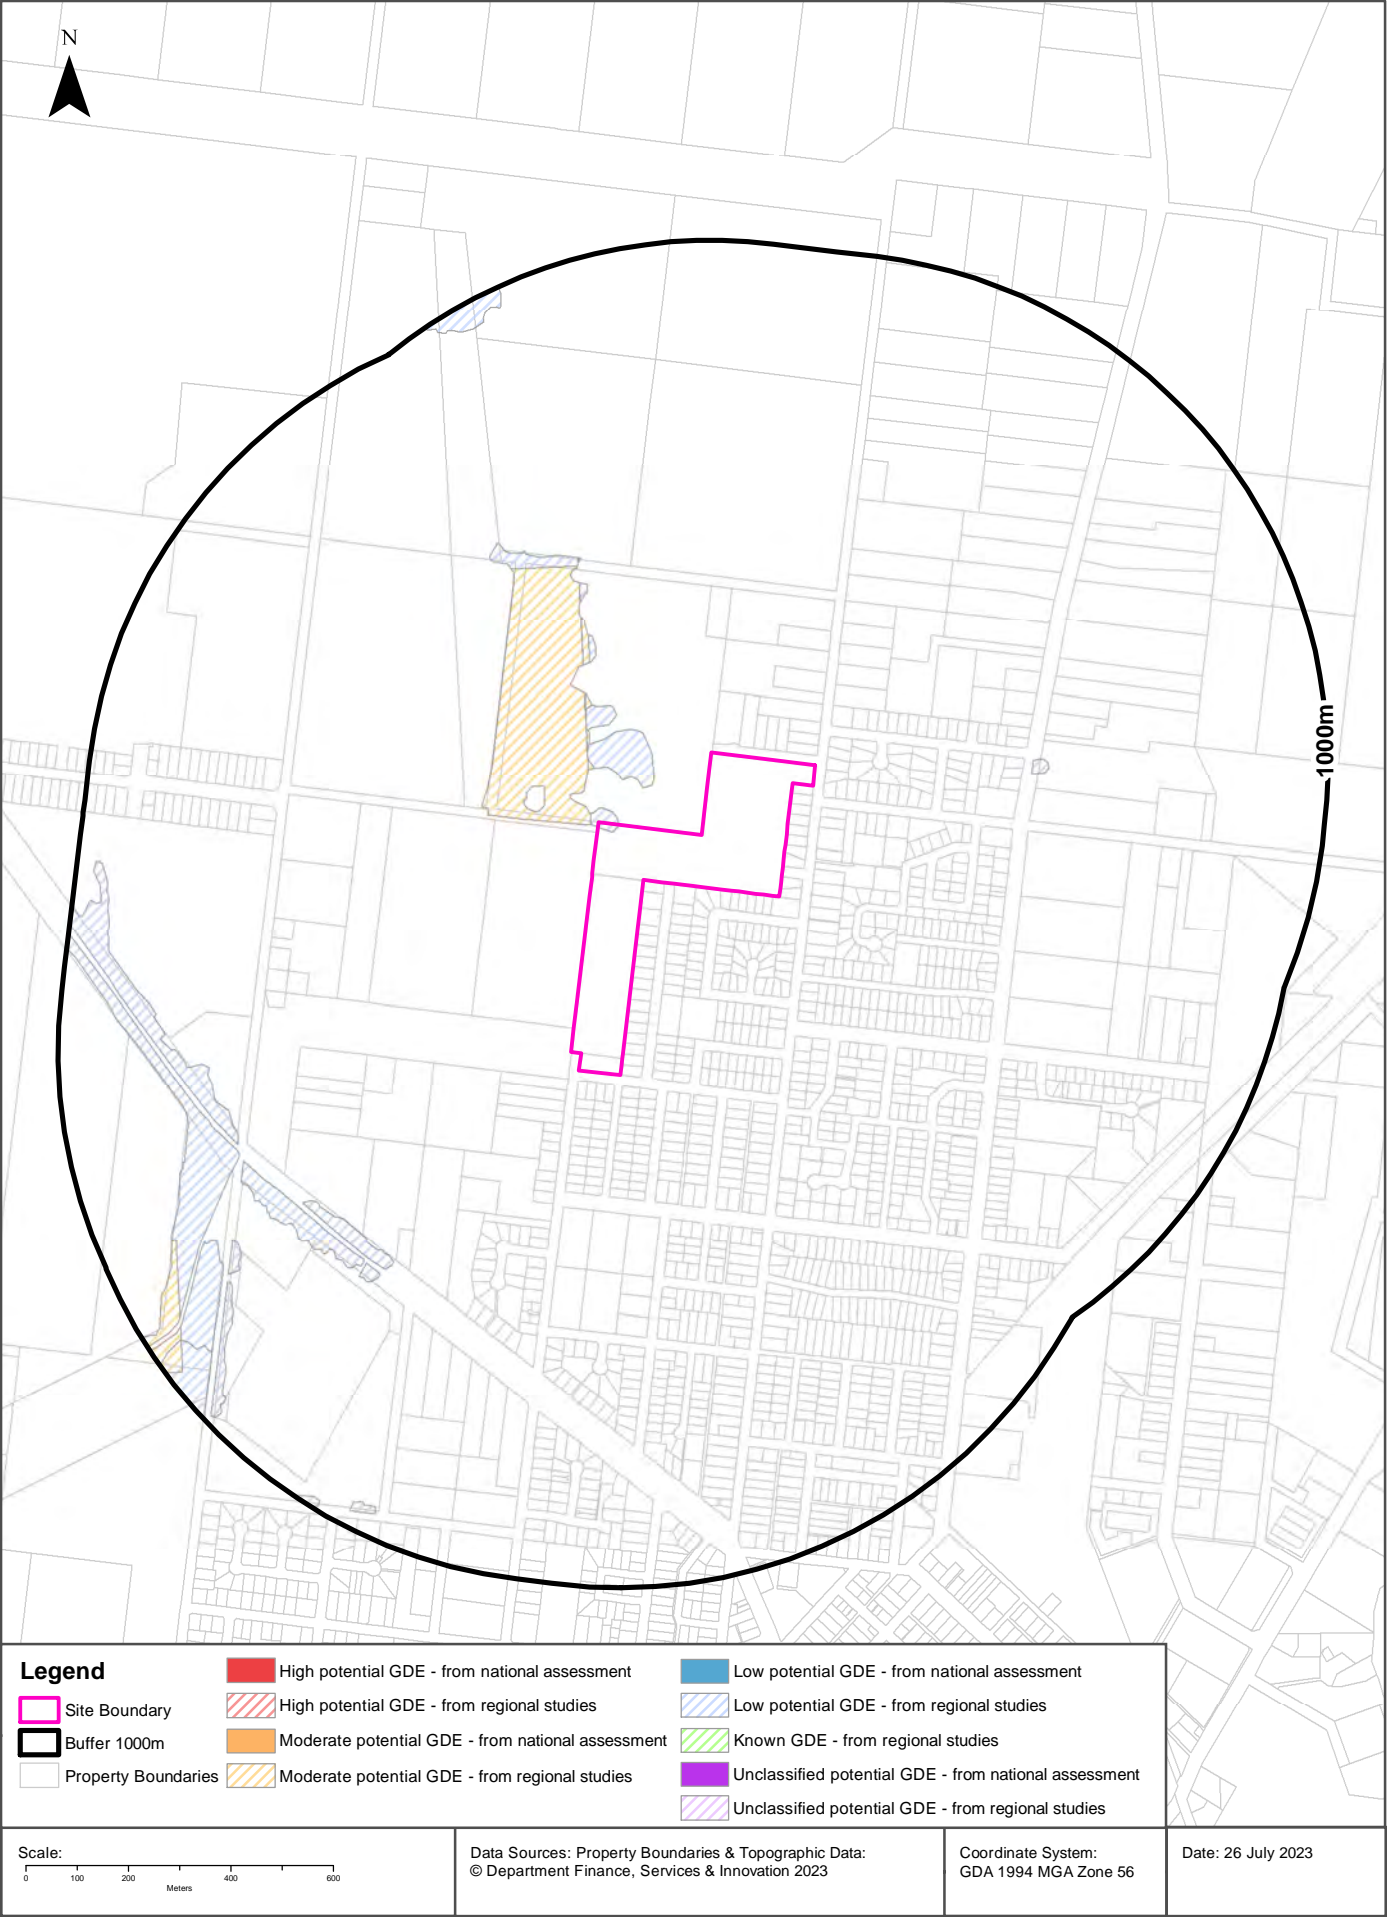 N
1000m
Legend
Site Boundary
Buffer 1000m
Property Boundaries
High potential GDE - from national assessment
High potential GDE - from regional studies
Moderate potential GDE - from national assessment
Moderate potential GDE - from regional studies
Low potential GDE - from national assessment
Low potential GDE - from regional studies
Known GDE - from regional studies
Unclassified potential GDE - from national assessment
Unclassified potential GDE - from regional studies
Scale:
0 100 200 400 600
Meters
Data Sources: Property Boundaries & Topographic Data:
© Department Finance, Services & Innovation 2023
Coordinate System:
GDA 1994 MGA Zone 56
Date: 26 July 2023